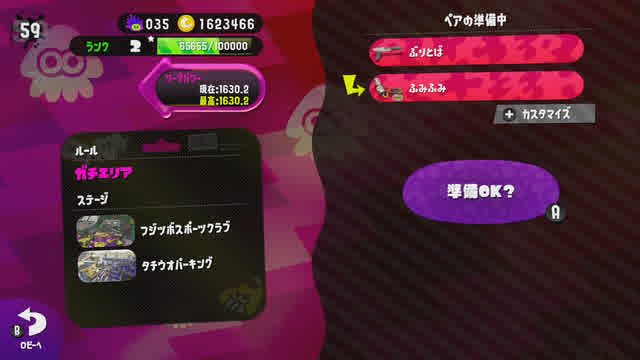 59
035
1623466
ランク
2
65655/100000
リーグパワー
現在:1630.2
最高:1630.2
ルール
ガチエリア
ステージ
フジツボスポーツクラブ
タチウオパーキング
B
ロビーへ
ペアの準備中
ぷりとば
ふみふみ
+ カスタマイズ
準備OK?
A